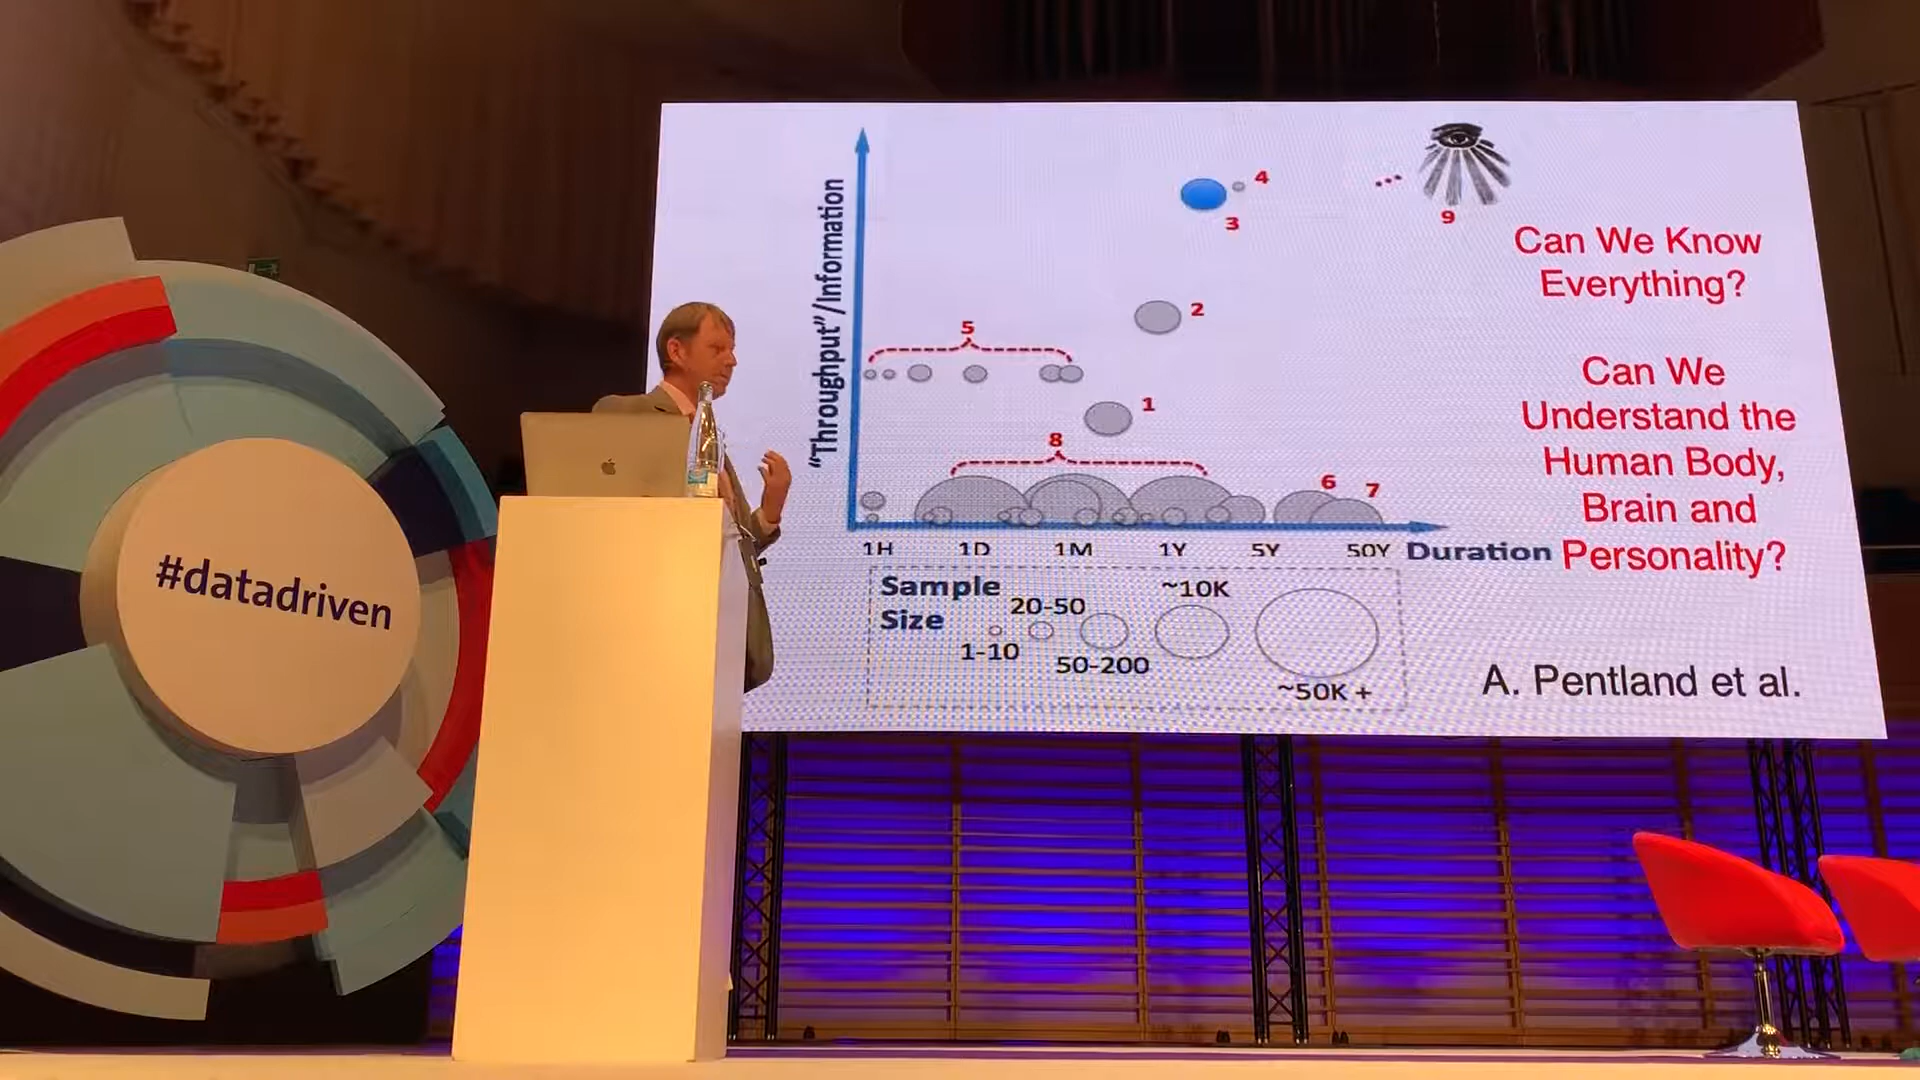 #datadriven
"Throughput"/Information
4
3
9
2
5
1
8
6
7
1H 1D 1M 1Y 5Y 50Y Duration
Sample
Size
1-10
20-50
50-200
~10K
~50K +
Can We Know
Everything?
Can We
Understand the
Human Body,
Brain and
Personality?
A. Pentland et al.